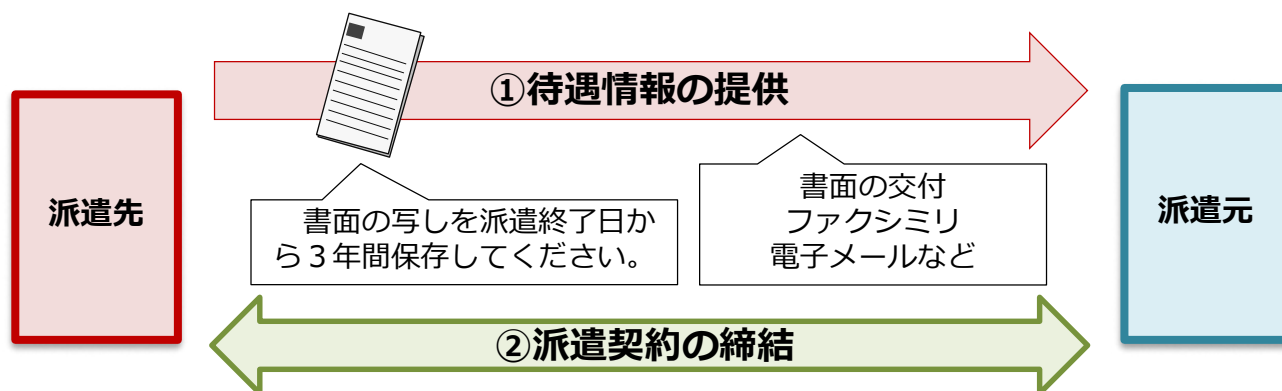 ①待遇情報の提供
派遣先
書面の写しを派遣終了日か
ら３年間保存してください。
書面の交付
ファクシミリ
電子メールなど
派遣元
②派遣契約の締結